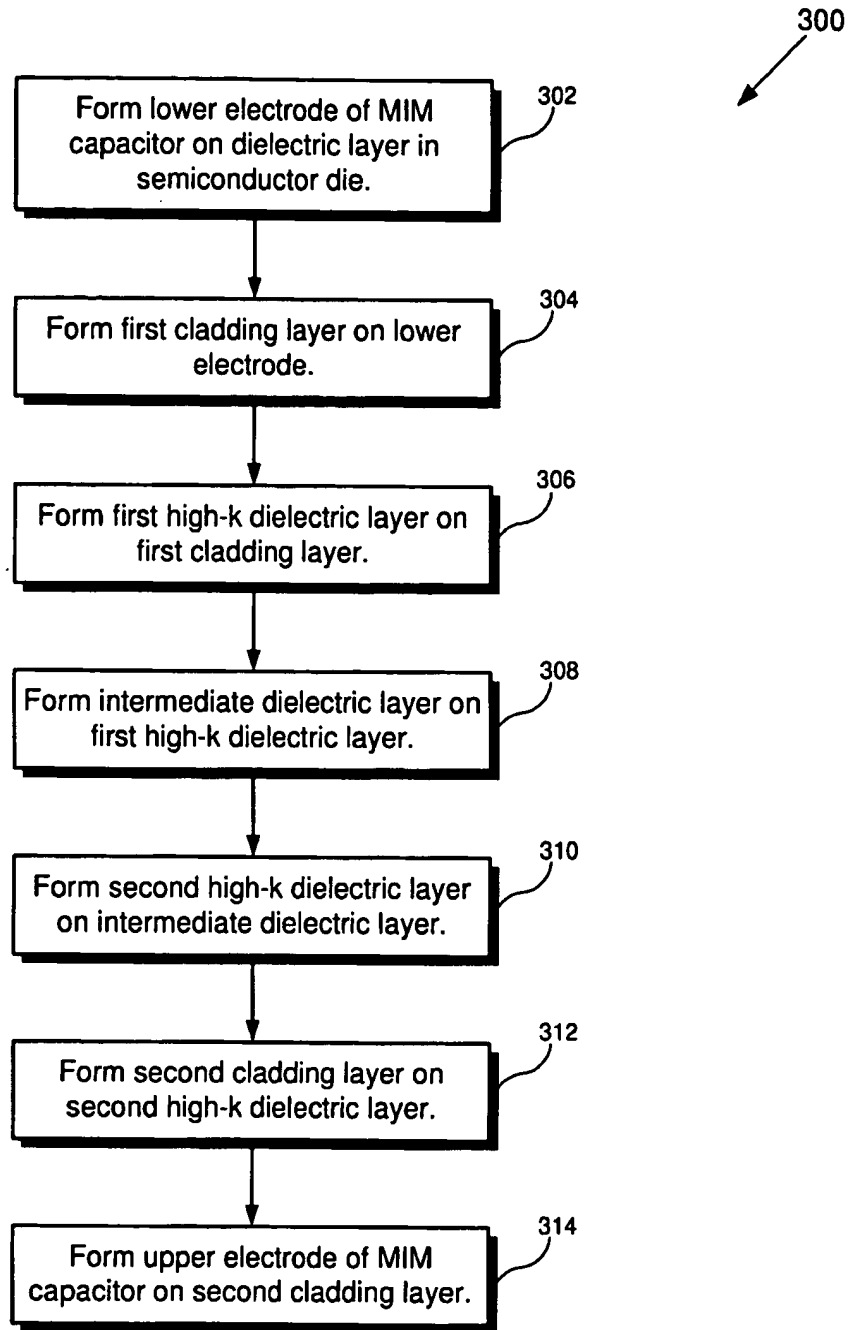 300
Form lower electrode of MIM
capacitor on dielectric layer in
semiconductor die.
302
Form first cladding layer on lower
electrode.
304
Form first high-k dielectric layer on
first cladding layer.
306
Form intermediate dielectric layer on
first high-k dielectric layer.
308
Form second high-k dielectric layer
on intermediate dielectric layer.
310
Form second cladding layer on
second high-k dielectric layer.
312
Form upper electrode of MIM
capacitor on second cladding layer.
314